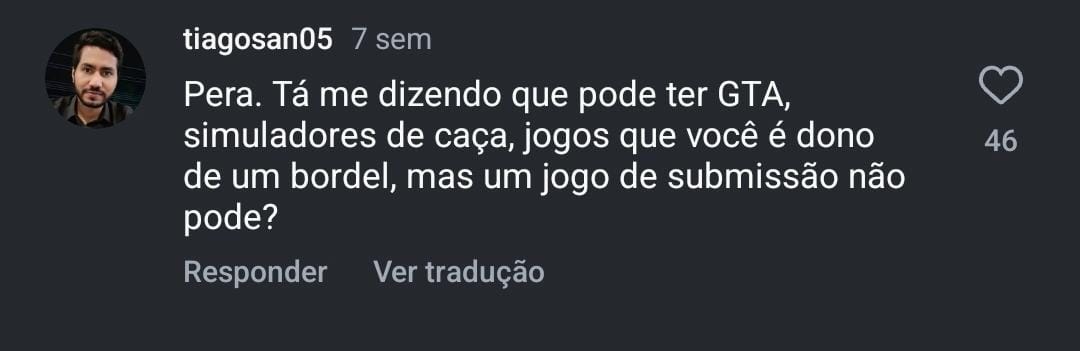 tiagosan05 7 sem
Pera. Tá me dizendo que pode ter GTA,
simuladores de caça, jogos que você é dono
de um bordel, mas um jogo de submissão não
pode?
46
Responder Ver tradução